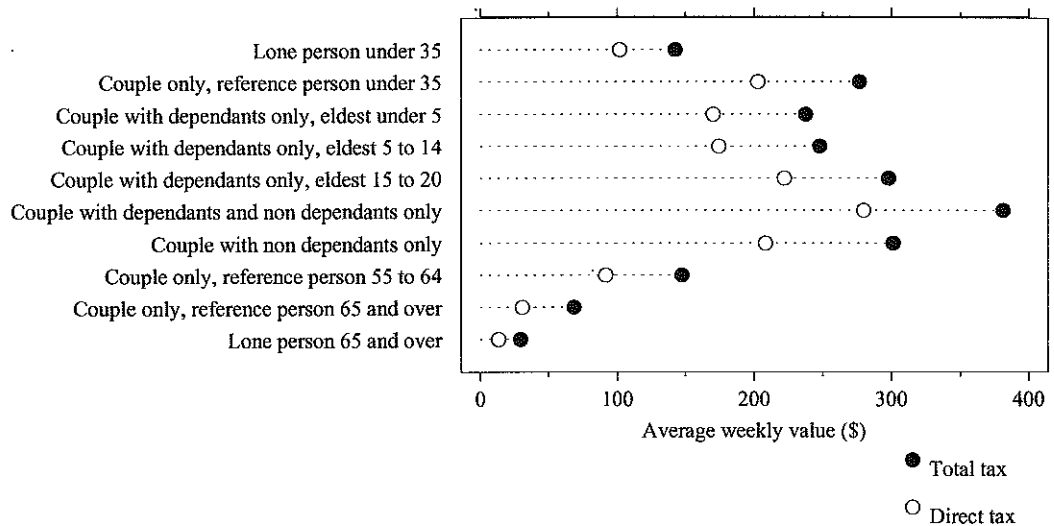 Lone person under 35
Couple only, reference person under 35
Couple with dependants only, eldest under 5
Couple with dependants only, eldest 5 to 14
Couple with dependants only, eldest 15 to 20
Couple with dependants and non dependants only
Couple with non dependants only
Couple only, reference person 55 to 64
Couple only, reference person 65 and over
Lone person 65 and over
0 100 200 300 400
Average weekly value ($)
Total tax
Direct tax